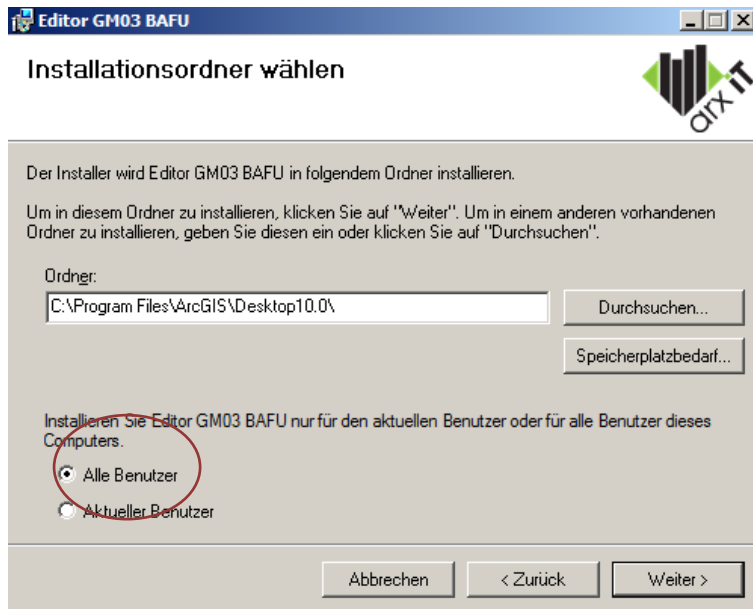 Editor GM03 BAFU
Installationsordner wählen
arx iT
Der Installer wird Editor GM03 BAFU in folgendem Ordner installieren.
Um in diesem Ordner zu installieren, klicken Sie auf "Weiter". Um in einem anderen vorhandenen
Ordner zu installieren, geben Sie diesen ein oder klicken Sie auf "Durchsuchen".
Ordner:
C:\Program Files\ArcGIS\Desktop10.0\
Durchsuchen...
Speicherplatzbedarf...
Installieren Sie Editor GM03 BAFU nur für den aktuellen Benutzer oder für alle Benutzer dieses
Computers.
Alle Benutzer
Aktueller Benutzer
Abbrechen
< Zurück
Weiter >